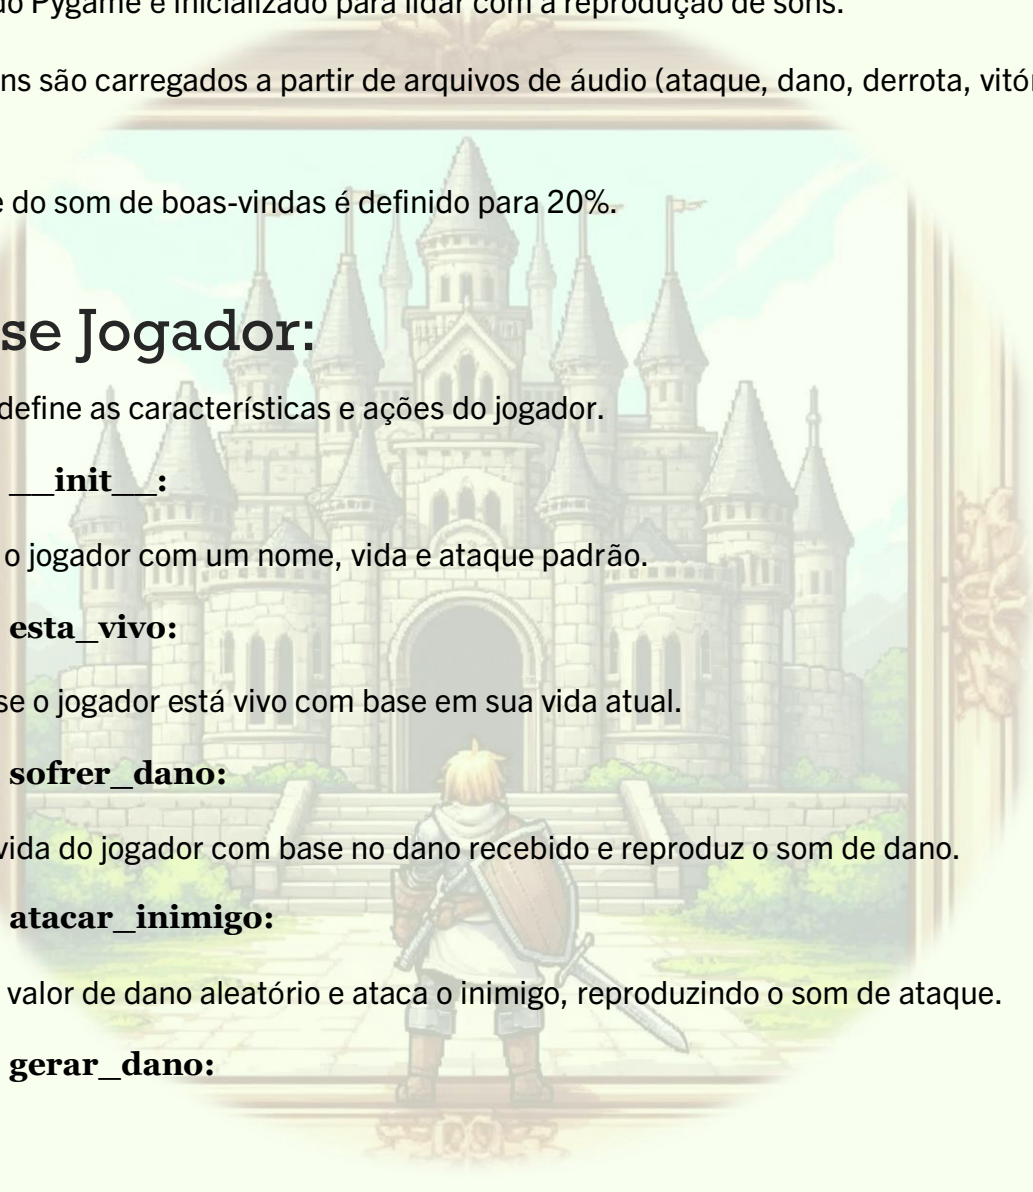 do Pygame é inicializado para lidar com a reprodução de sons.
ns são carregados a partir de arquivos de áudio (ataque, dano, derrota, vitó
e do som de boas-vindas é definido para 20%.
se Jogador:
define as características e ações do jogador.
__init__:
o jogador com um nome, vida e ataque padrão.
esta_vivo:
se o jogador está vivo com base em sua vida atual.
sofrer_dano:
vida do jogador com base no dano recebido e reproduz o som de dano.
atacar_inimigo:
valor de dano aleatório e ataca o inimigo, reproduzindo o som de ataque.
gerar_dano: